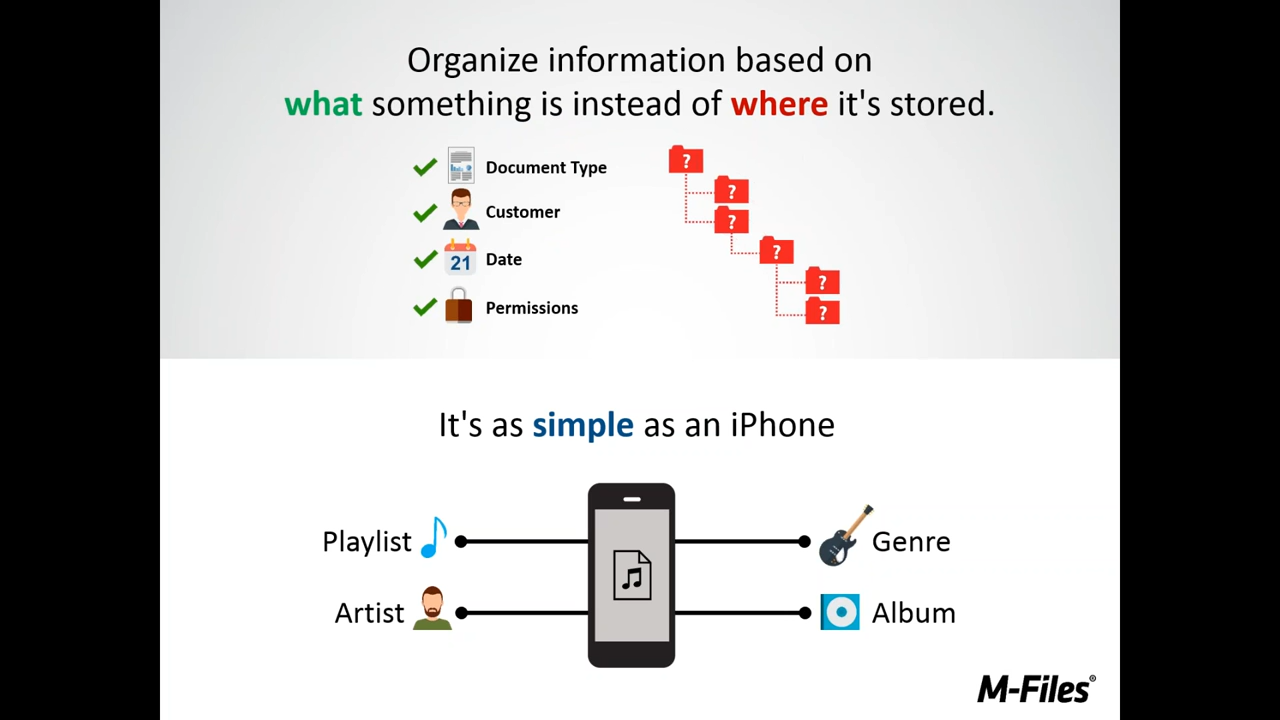 Organize information based on
what something is instead of where it's stored.
Document Type
Customer
21
Date
Permissions
?
?
?
?
?
?
It's as simple as an iPhone
Playlist
Genre
Artist
Album
M-Files®